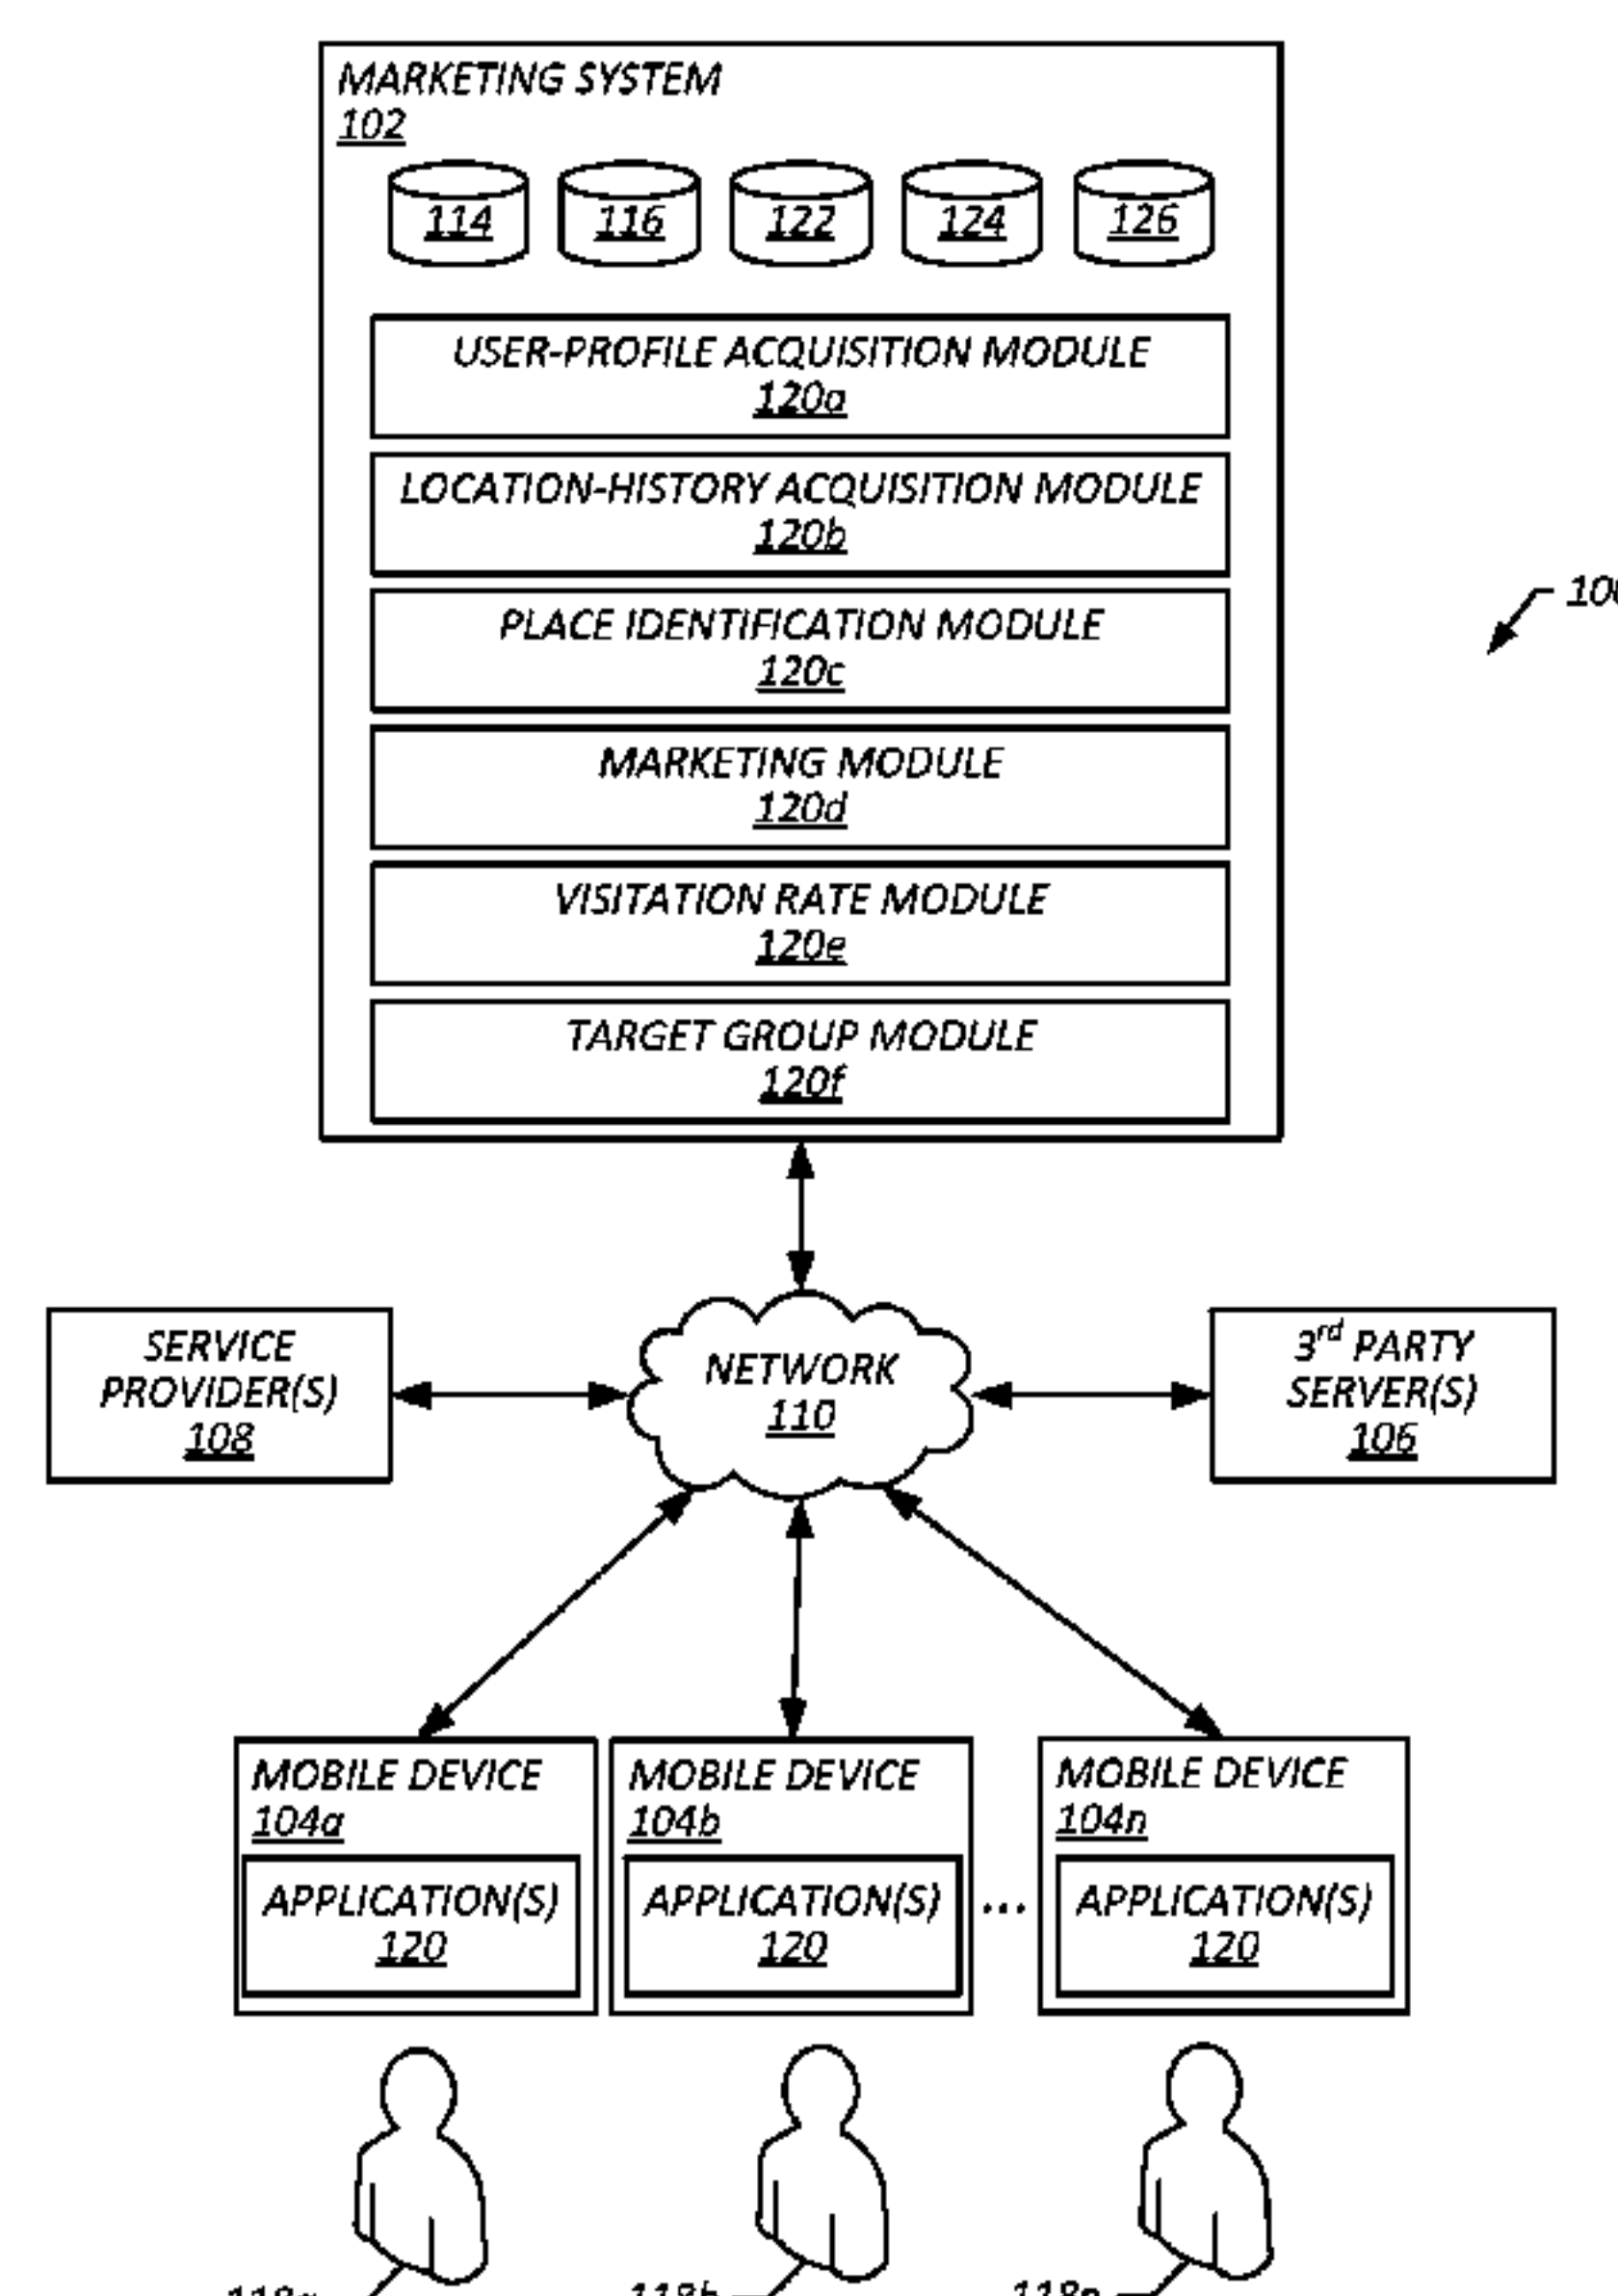 MARKETING SYSTEM
102
114 116 122 124 126
USER-PROFILE ACQUISITION MODULE
120a
LOCATION-HISTORY ACQUISITION MODULE
120b
PLACE IDENTIFICATION MODULE
120c
100
MARKETING MODULE
120d
VISITATION RATE MODULE
120e
TARGET GROUP MODULE
120f
SERVICE
PROVIDER(S)
108
NETWORK
110
3rd PARTY
SERVER(S)
106
MOBILE DEVICE
104a
APPLICATION(S)
120
MOBILE DEVICE
104b
APPLICATION(S)
120
...
MOBILE DEVICE
104n
APPLICATION(S)
120